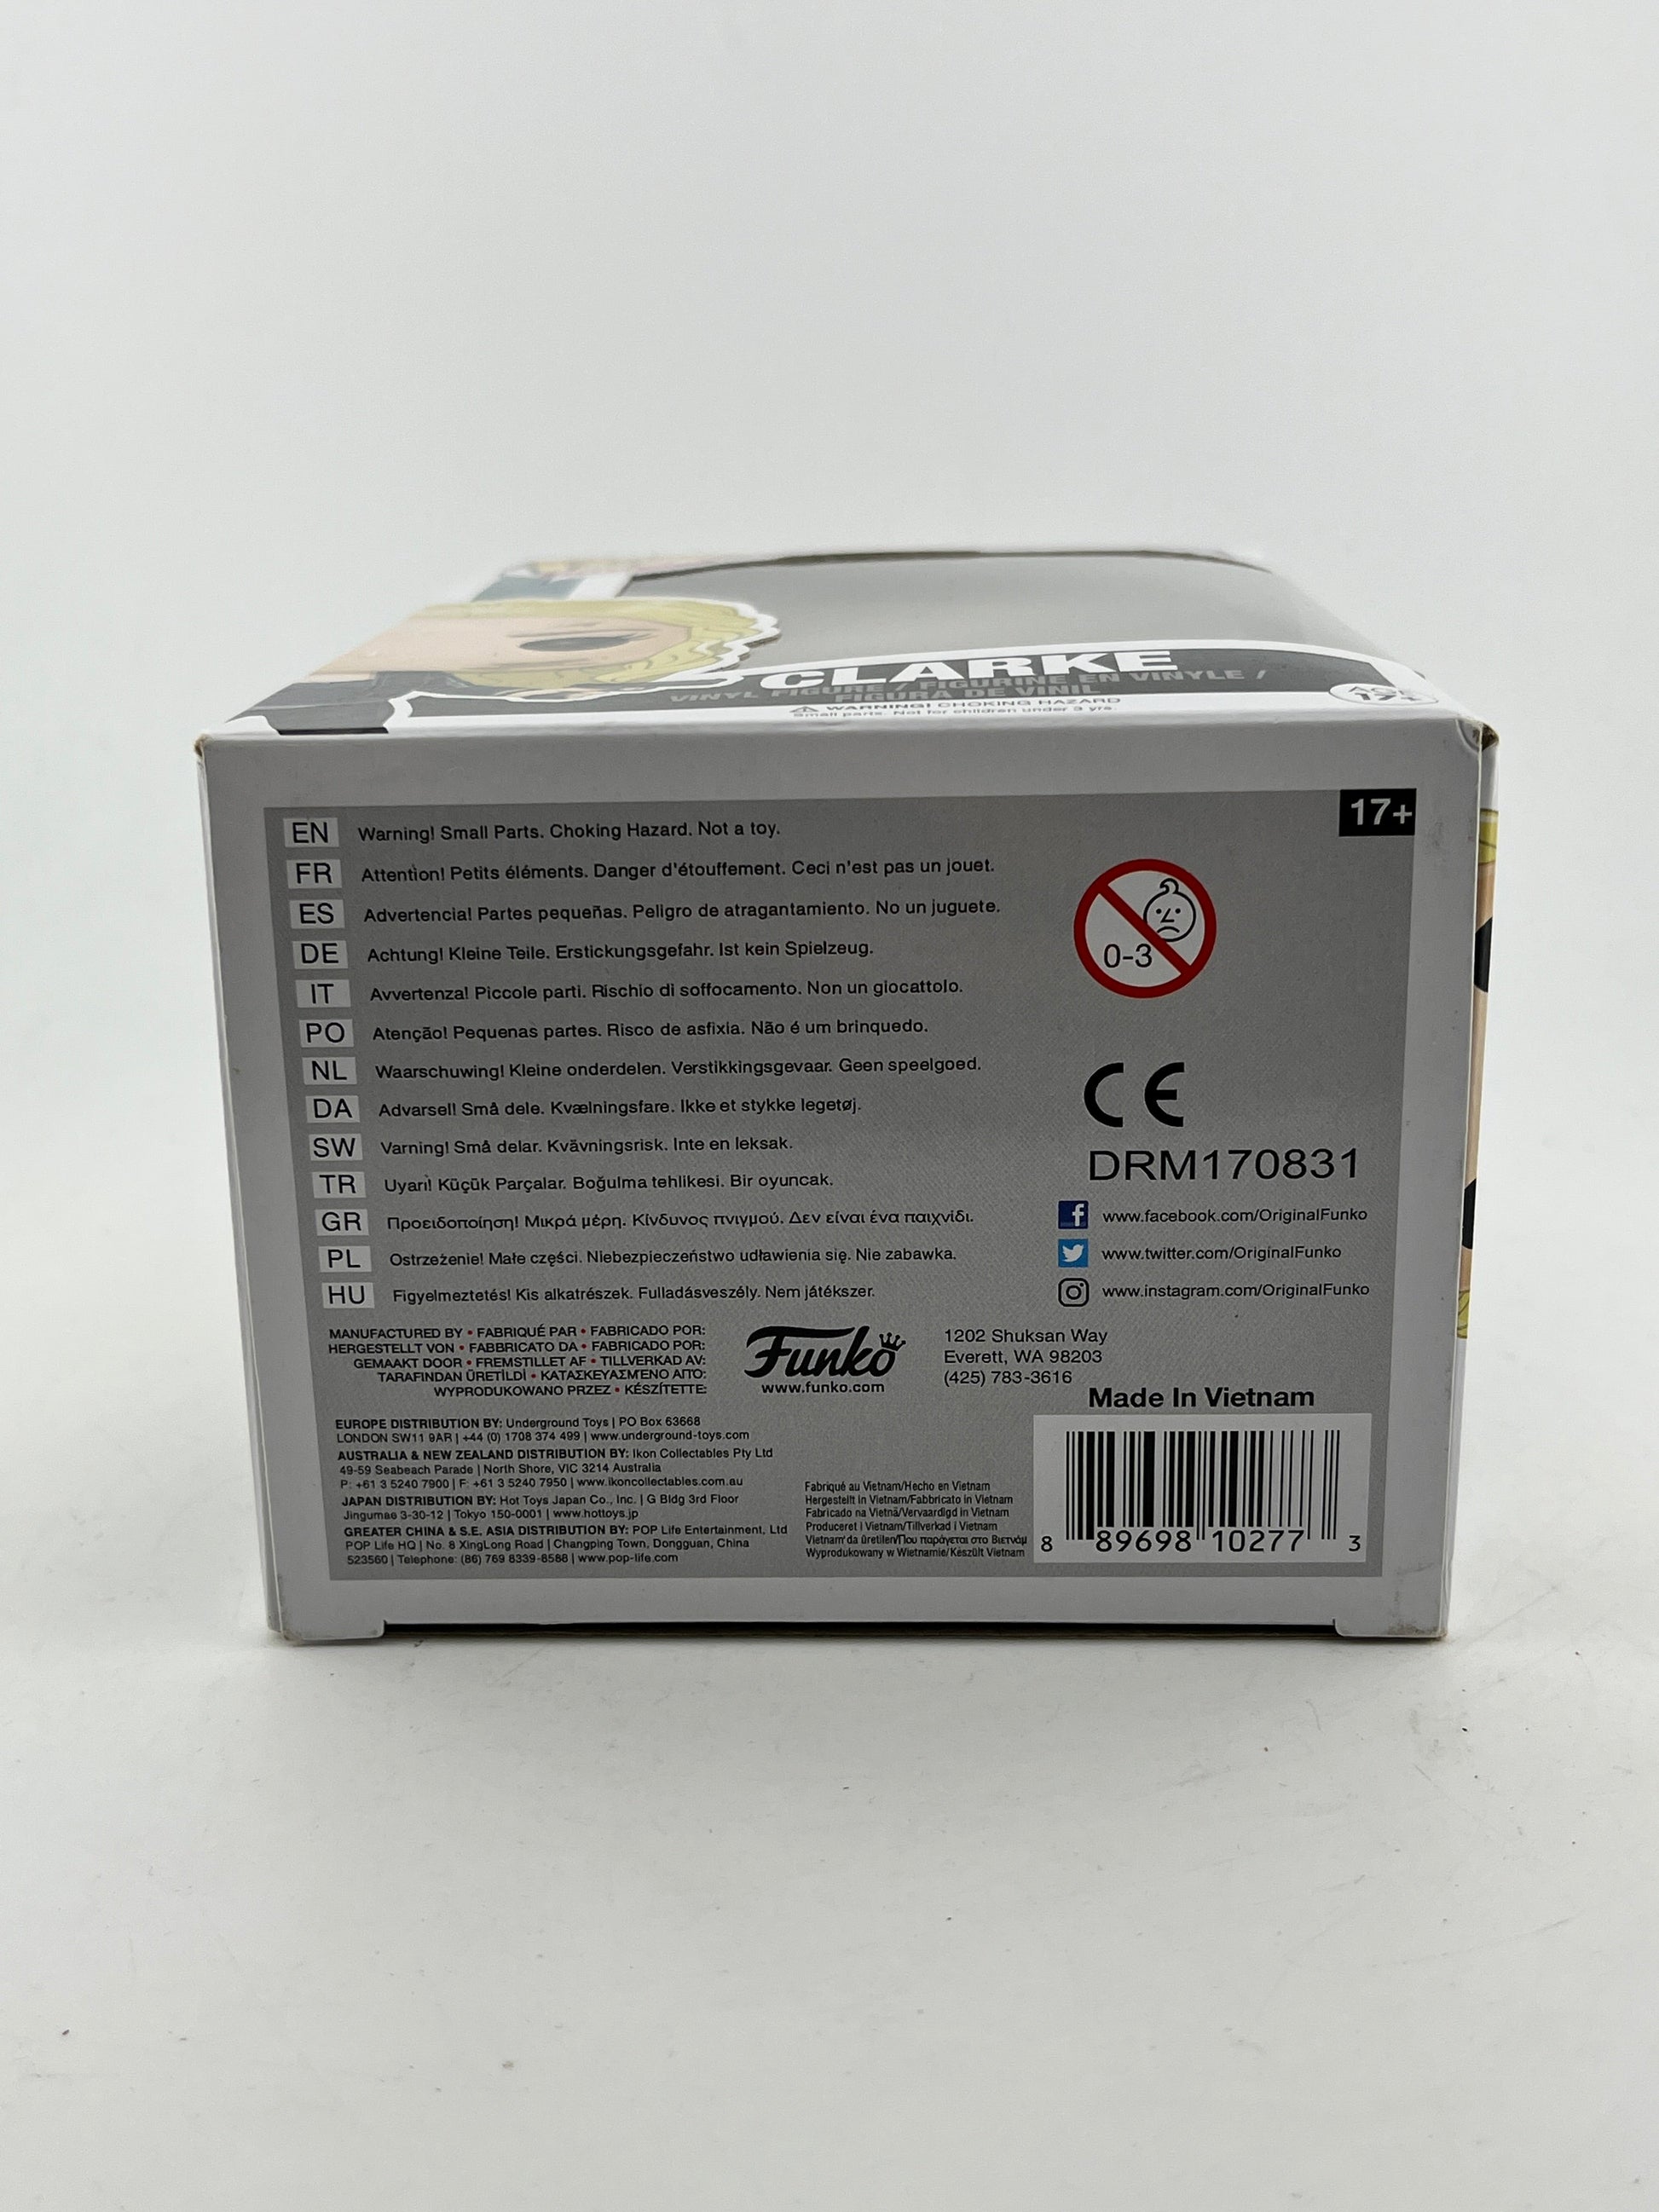 CLARKE
VINYL FIGURE / FIGURINE EN VINYLE /
FIGURA DE VINIL
⚠ WARNING! CHOKING HAZARD
Small parts. Not for children under 3 yrs.
AGE
17+
17+
EN Warning! Small Parts. Choking Hazard. Not a toy.
FR Attention! Petits éléments. Danger d'étouffement. Ceci n'est pas un jouet.
ES Advertencia! Partes pequeñas. Peligro de atragantamiento. No un juguete.
DE Achtung! Kleine Teile. Erstickungsgefahr. Ist kein Spielzeug.
IT Avvertenza! Piccole parti. Rischio di soffocamento. Non un giocattolo.
PO Atenção! Pequenas partes. Risco de asfixia. Não é um brinquedo.
NL Waarschuwing! Kleine onderdelen. Verstikkingsgevaar. Geen speelgoed.
DA Advarsel! Små dele. Kvælningsfare. Ikke et stykke legetøj.
SW Varning! Små delar. Kvävningsrisk. Inte en leksak.
TR Uyarı! Küçük Parçalar. Boğulma tehlikesi. Bir oyuncak.
GR Προειδοποίηση! Μικρά μέρη. Κίνδυνος πνιγμού. Δεν είναι ένα παιχνίδι.
PL Ostrzeżenie! Małe części. Niebezpieczeństwo udławienia się. Nie zabawka.
HU Figyelmeztetés! Kis alkatrészek. Fulladásveszély. Nem játékszer.
0-3
CE
DRM170831
www.facebook.com/OriginalFunko
www.twitter.com/OriginalFunko
www.instagram.com/OriginalFunko
MANUFACTURED BY • FABRIQUÉ PAR • FABRICADO POR:
HERGESTELLT VON • FABBRICATO DA • FABRICADO POR:
GEMAAKT DOOR • FREMSTILLET AF • TILLVERKAD AV:
TARAFINDAN ÜRETİLDİ • ΚΑΤΑΣΚΕΥΑΣΜΕΝΟ ΑΠΟ:
WYPRODUKOWANO PRZEZ • KÉSZÍTETTE:
Funko
www.funko.com
1202 Shuksan Way
Everett, WA 98203
(425) 783-3616
Made In Vietnam
EUROPE DISTRIBUTION BY: Underground Toys | PO Box 63668
LONDON SW11 9AR | +44 (0) 1708 374 499 | www.underground-toys.com
AUSTRALIA & NEW ZEALAND DISTRIBUTION BY: Ikon Collectables Pty Ltd
49-59 Seabeach Parade | North Shore, VIC 3214 Australia
P: +61 3 5240 7900 | F: +61 3 5240 7950 | www.ikoncollectables.com.au
JAPAN DISTRIBUTION BY: Hot Toys Japan Co., Inc. | G Bldg 3rd Floor
Jingumae 3-30-12 | Tokyo 150-0001 | www.hottoys.jp
GREATER CHINA & S.E. ASIA DISTRIBUTION BY: POP Life Entertainment, Ltd
POP Life HQ | No. 8 XingLong Road | Changping Town, Dongguan, China
523560 | Telephone: (86) 769 8339-8588 | www.pop-life.com
Fabriqué au Vietnam/Hecho en Vietnam
Hergestellt in Vietnam/Fabbricato in Vietnam
Fabricado na Vietnã/Vervaardigd in Vietnam
Produceret i Vietnam/Tillverkad i Vietnam
Vietnam'da üretilen/Που παράγεται στο Βιετνάμ
Wyprodukowany w Wietnamie/Készült Vietnam
8 89698 10277 3